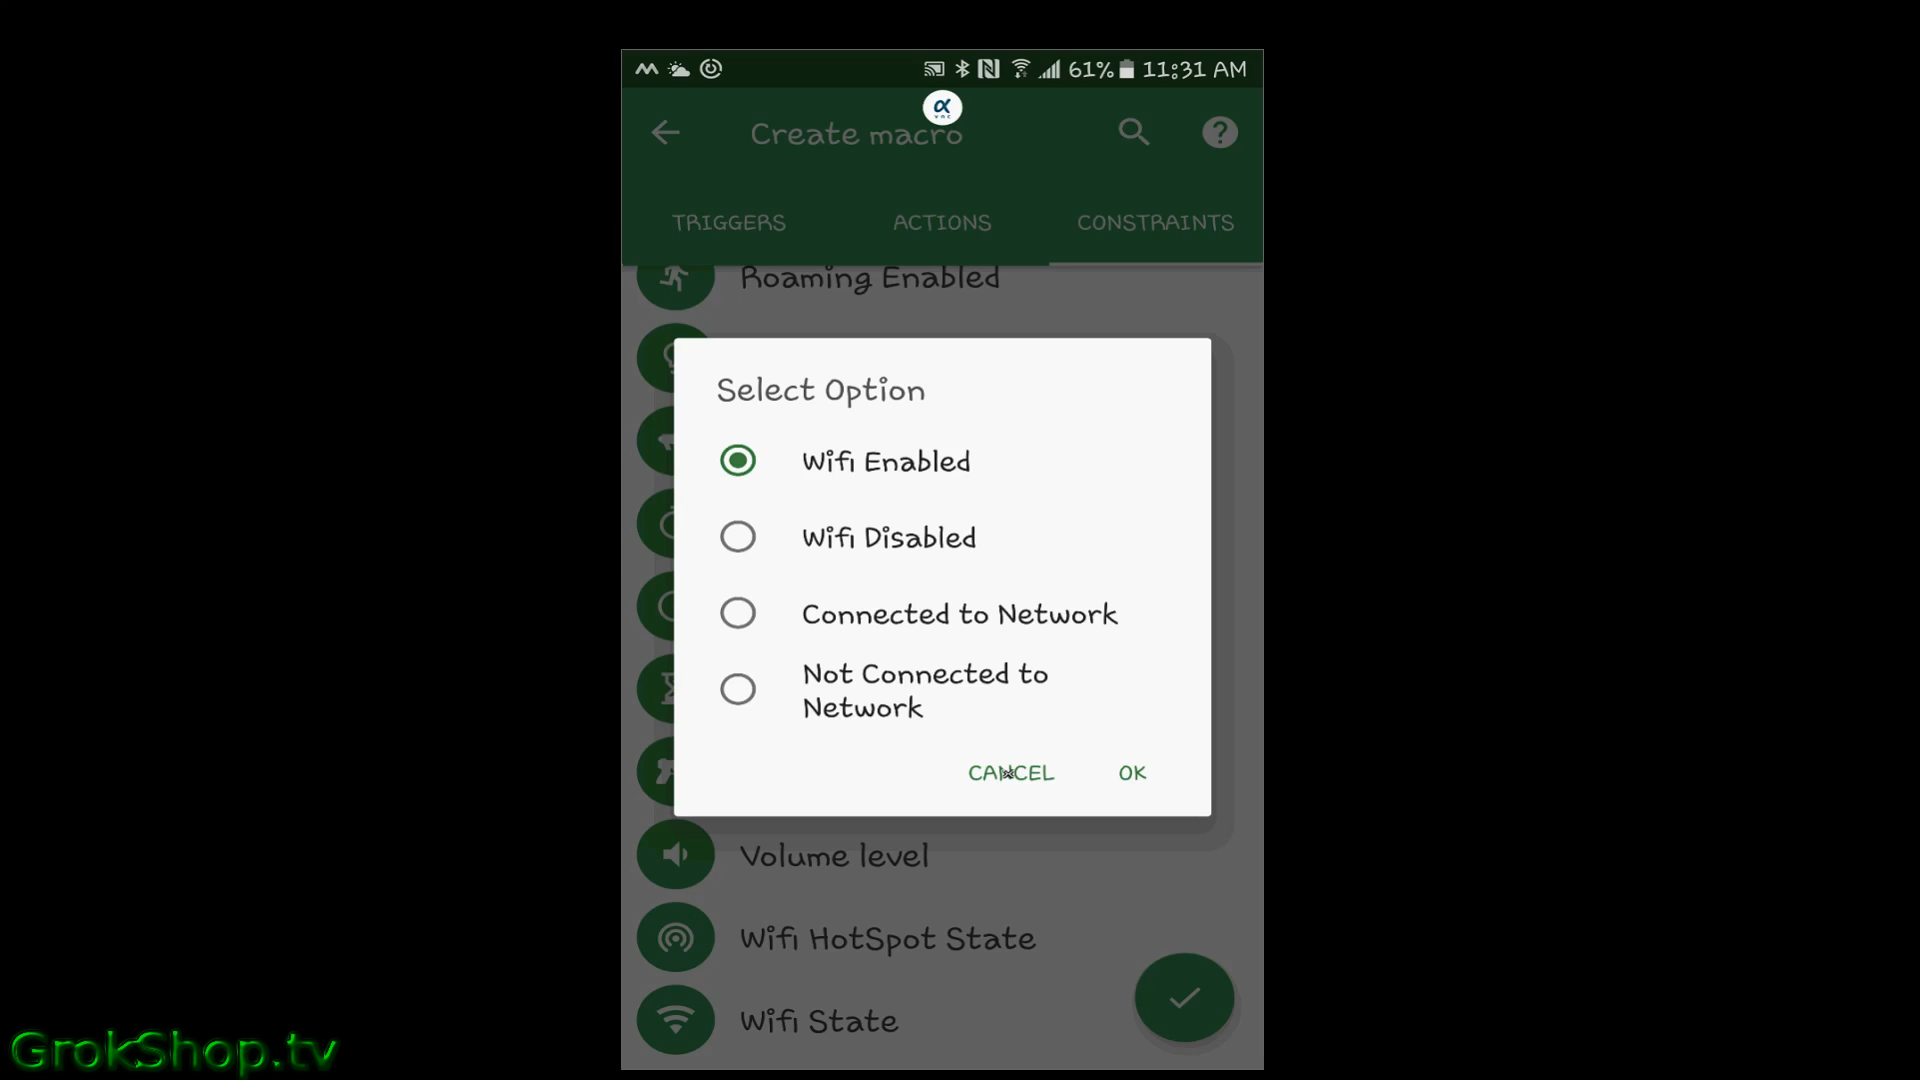 61% 11:31 AM
α
vnc
Create macro
TRIGGERS ACTIONS CONSTRAINTS
Roaming Enabled
Select Option
Wifi Enabled
Wifi Disabled
Connected to Network
Not Connected to
Network
CANCEL OK
Volume level
Wifi HotSpot State
Wifi State
GrokShop.tv